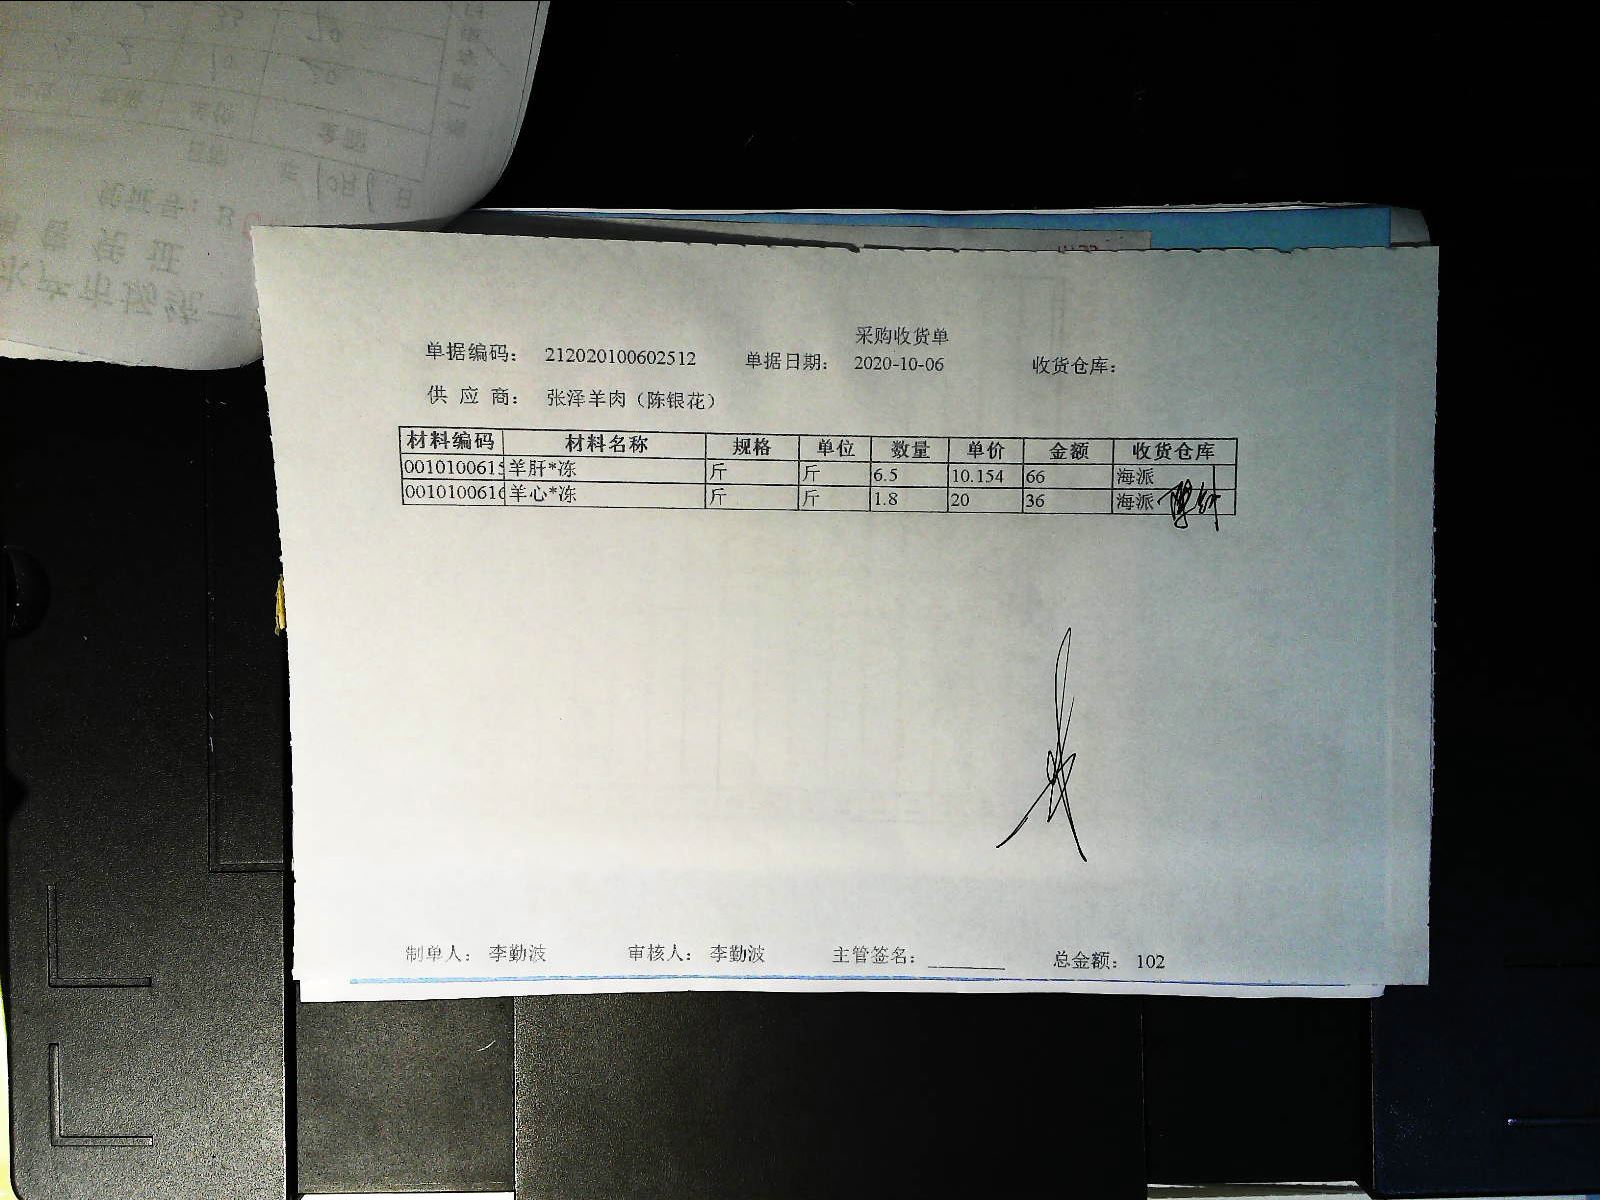 采购收货单
单据编码： 212020100602512 单据日期： 2020-10-06 收货仓库：
供 应 商： 张泽羊肉（陈银花）
材料编码 材料名称 规格 单位 数量 单价 金额 收货仓库
001010061 羊肝*冻 斤 斤 6.5 10.154 66 海派
001010061 羊心*冻 斤 斤 1.8 20 36 海派
制单人： 李勤波 审核人： 李勤波 主管签名： 总金额： 102